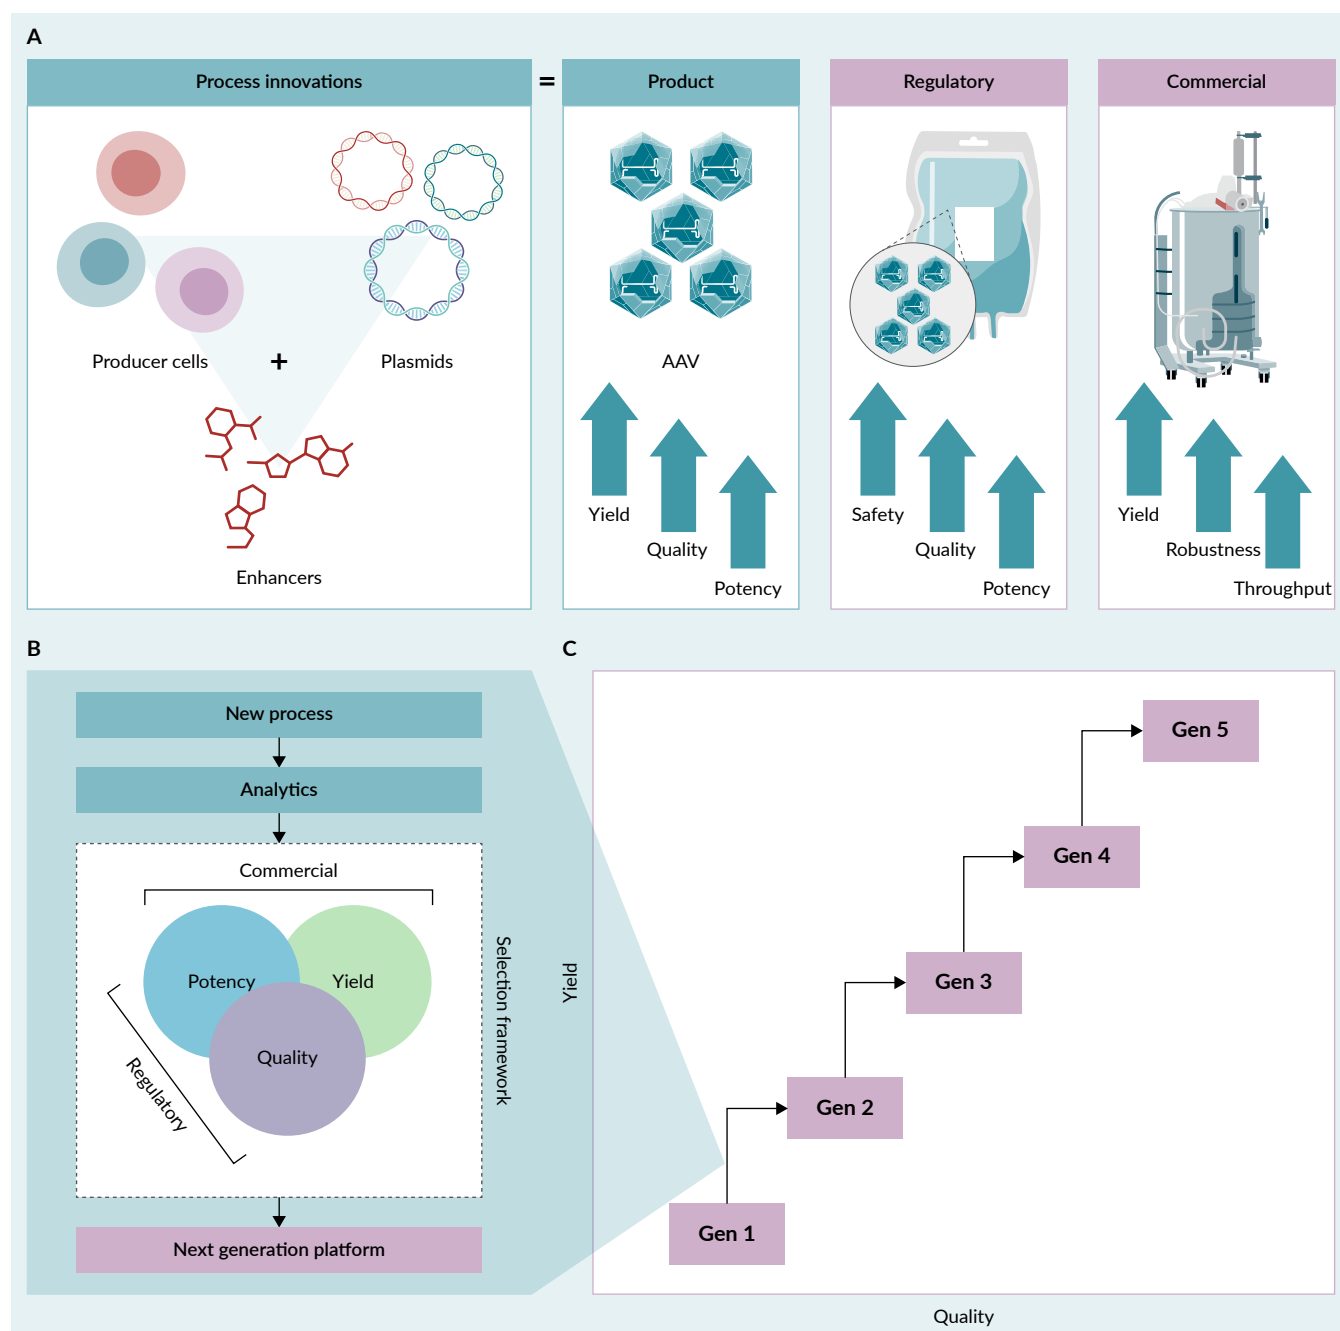 A
Process innovations
=
Product
Regulatory
Commercial
Producer cells
+
Plasmids
Enhancers
AAV
Yield
Quality
Potency
Safety
Quality
Potency
Yield
Robustness
Throughput
B
New process
Analytics
Commercial
Potency
Yield
Quality
Regulatory
Selection framework
Next generation platform
C
Yield
Gen 5
Gen 4
Gen 3
Gen 2
Gen 1
Quality